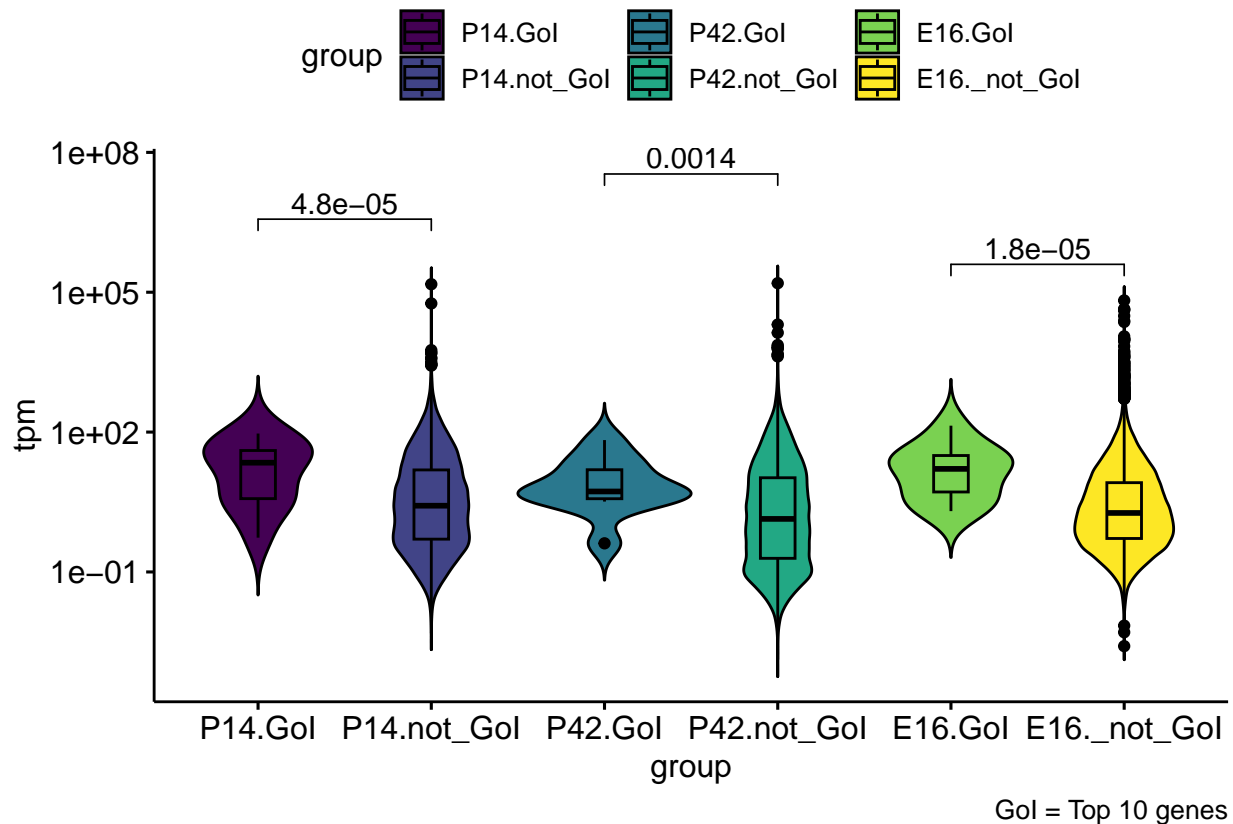 group
P14.GoI P42.GoI E16.GoI
P14.not_GoI P42.not_GoI E16._not_GoI
1e+08
1e+05
1e+02
1e−01
tpm
4.8e−05
0.0014
1.8e−05
P14.GoI P14.not_GoI P42.GoI P42.not_GoI E16.GoI E16._not_GoI
group
GoI = Top 10 genes